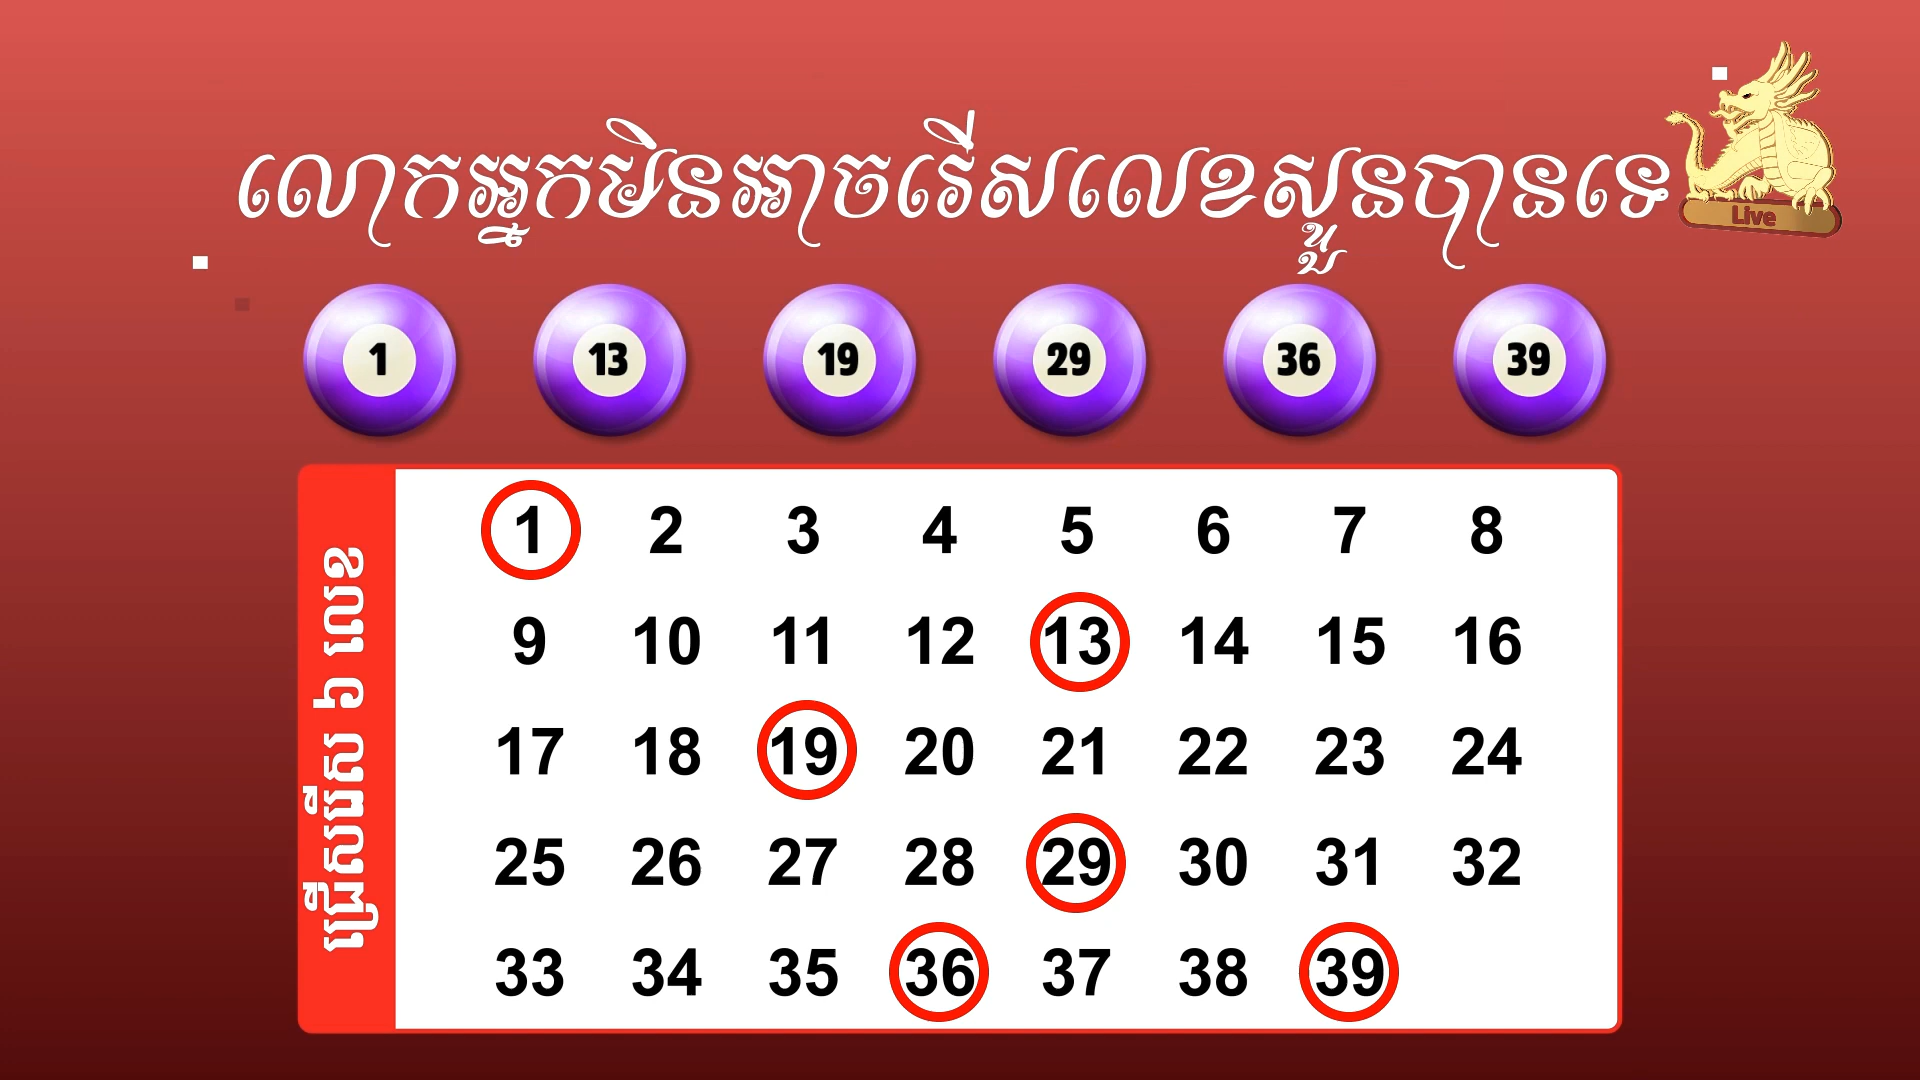 លោកអ្នកមិនអាចរើសលេខស្ទួនបានទេ
Live
1 13 19 29 36 39
ជ្រើសរើស ៦ លេខ
1 2 3 4 5 6 7 8
9 10 11 12 13 14 15 16
17 18 19 20 21 22 23 24
25 26 27 28 29 30 31 32
33 34 35 36 37 38 39